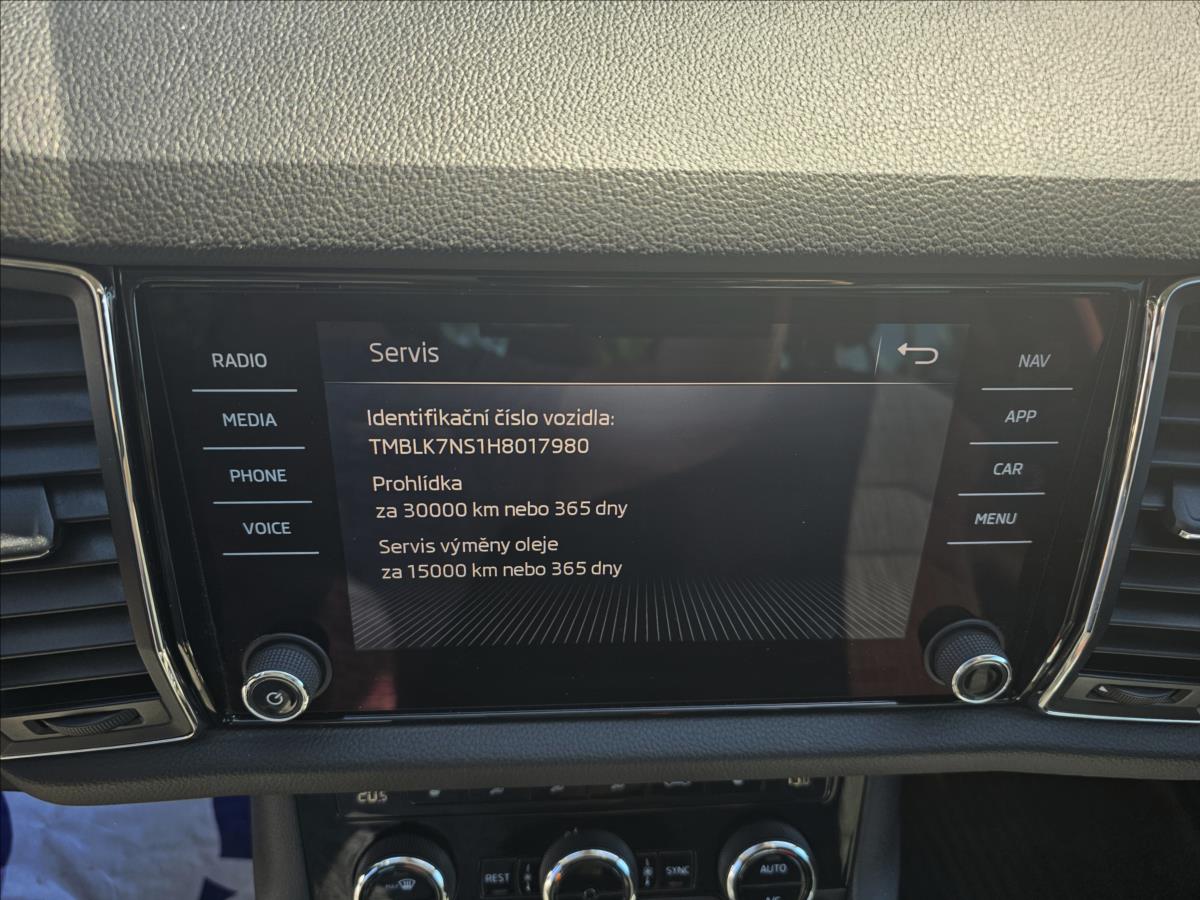 Servis
RADIO
MEDIA
PHONE
VOICE
Identifikační číslo vozidla:
TMBLK7NS1H8017980
Prohlídka
za 30000 km nebo 365 dny
Servis výměny oleje
za 15000 km nebo 365 dny
NAV
APP
CAR
MENU
REST
SYNC
AUTO